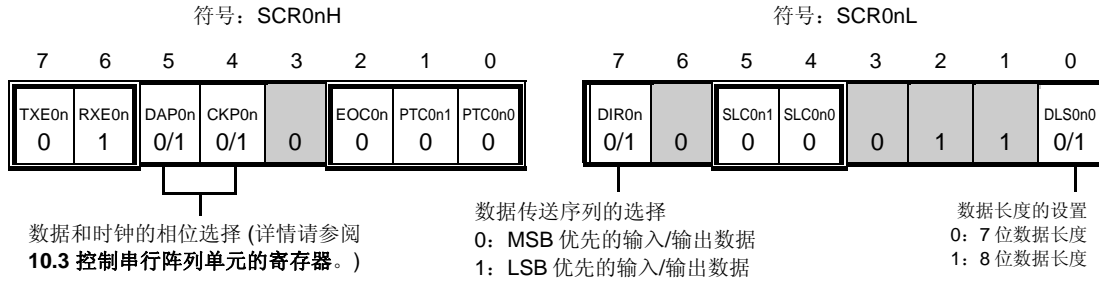 符号：SCR0nH
符号：SCR0nL
7 6 5 4 3 2 1 0
7 6 5 4 3 2 1 0
TXE0n RXE0n DAP0n CKP0n EOC0n PTC0n1 PTC0n0
0 1 0/1 0/1 0 0 0 0
DIR0n SLC0n1 SLC0n0 DLS0n0
0/1 0 0 0 0 1 1 0/1
数据和时钟的相位选择 (详情请参阅
10.3 控制串行阵列单元的寄存器。)
数据传送序列的选择
0：MSB 优先的输入/输出数据
1：LSB 优先的输入/输出数据
数据长度的设置
0：7 位数据长度
1：8 位数据长度